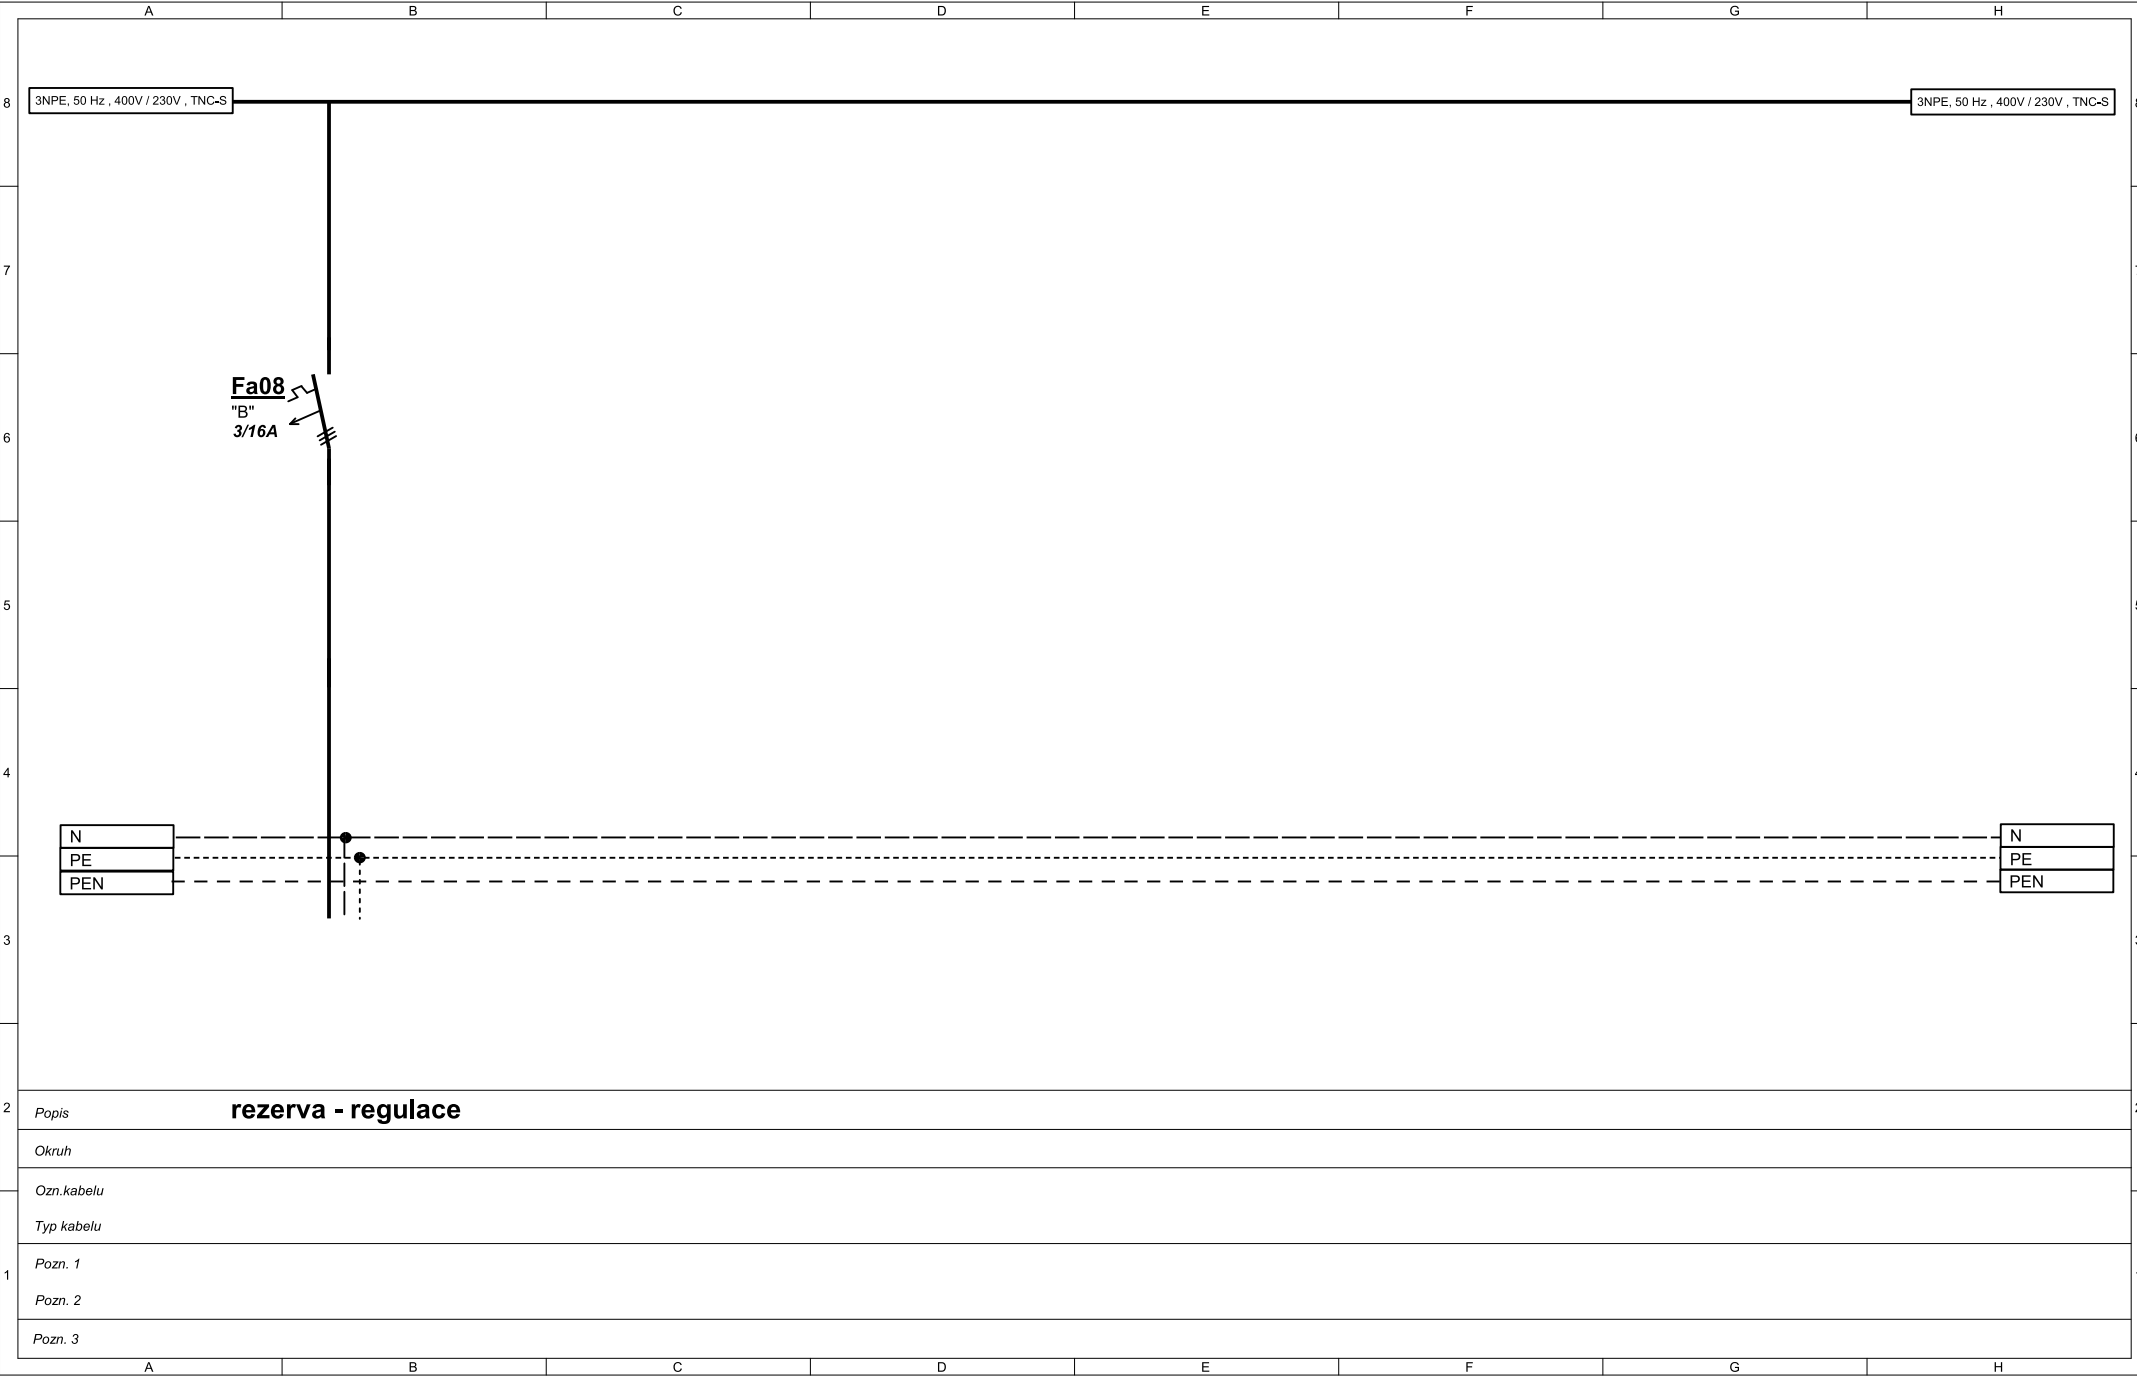 A B C D E F G H
8 3NPE, 50 Hz , 400V / 230V , TNC-S 3NPE, 50 Hz , 400V / 230V , TNC-S
7
Fa08
"B"
3/16A
6
5
4
N N
PE PE
PEN PEN
3
2 Popis rezerva - regulace
Okruh
Ozn.kabelu
Typ kabelu
Pozn. 1
1
Pozn. 2
Pozn. 3
A B C D E F G H